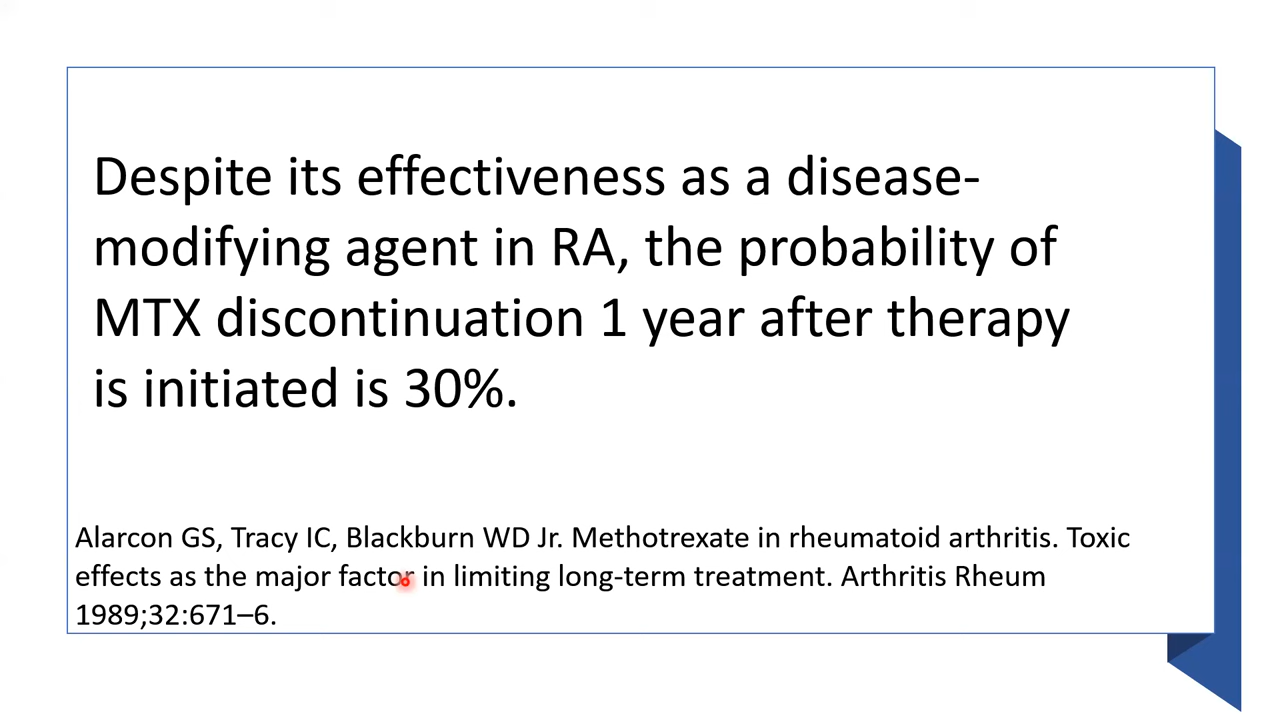 Despite its effectiveness as a disease-
modifying agent in RA, the probability of
MTX discontinuation 1 year after therapy
is initiated is 30%.
Alarcon GS, Tracy IC, Blackburn WD Jr. Methotrexate in rheumatoid arthritis. Toxic
effects as the major factor in limiting long-term treatment. Arthritis Rheum
1989;32:671–6.